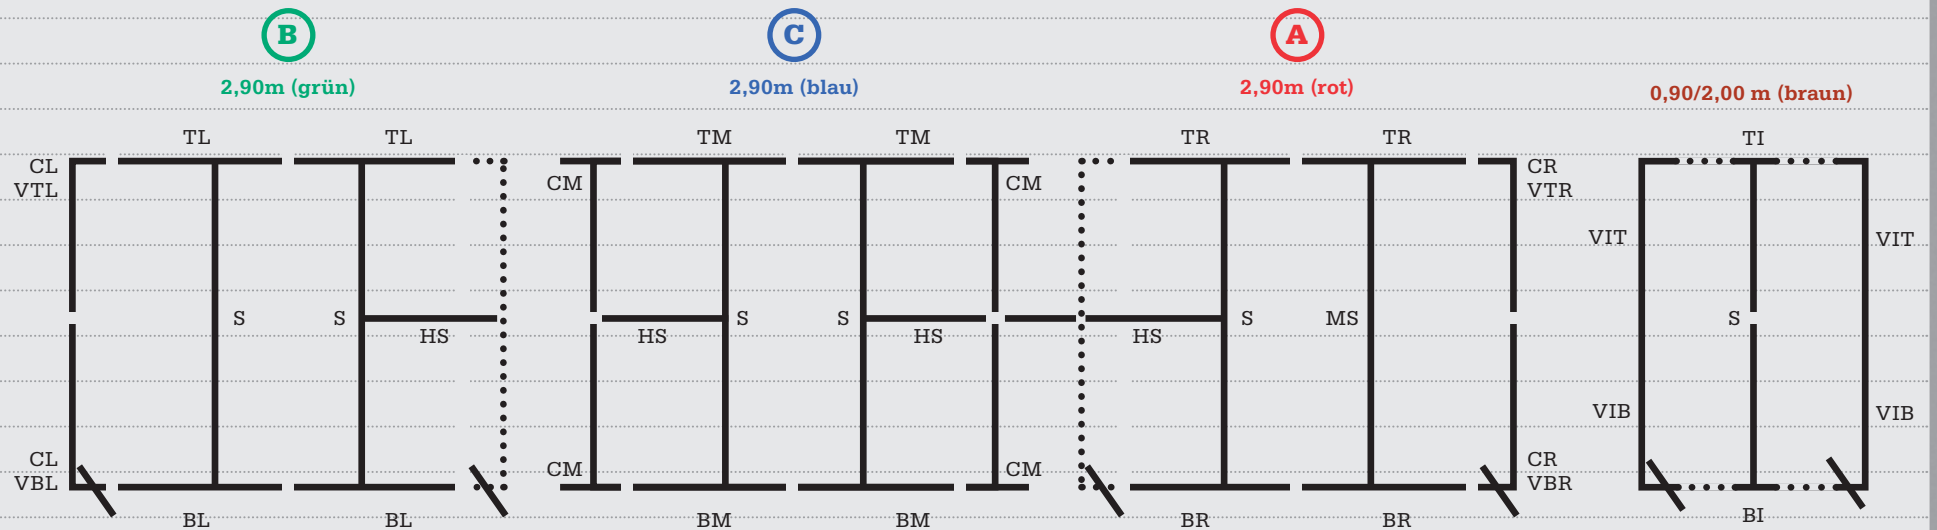 B C A
2,90m (grün) 2,90m (blau) 2,90m (rot) 0,90/2,00 m (braun)
TL TL TM TM TR TR TI
CL CR
CM CM
VTL VTR
VIT VIT
S S S S S MS S
HS HS HS HS
VIB VIB
CL CR
CM CM
VBL VBR
BL BL BM BM BR BR BI